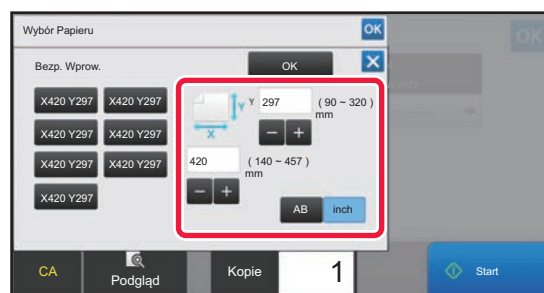 Wybór Papieru
OK
OK
Bezp. Wprow.
OK
X420 Y297 X420 Y297
X420 Y297 X420 Y297
X420 Y297 X420 Y297
X420 Y297
Y
X
Y 297 ( 90 ~ 320 )
mm
- +
420 ( 140 ~ 457 )
mm
- +
AB inch
CA
Podgląd
Kopie
1
Start